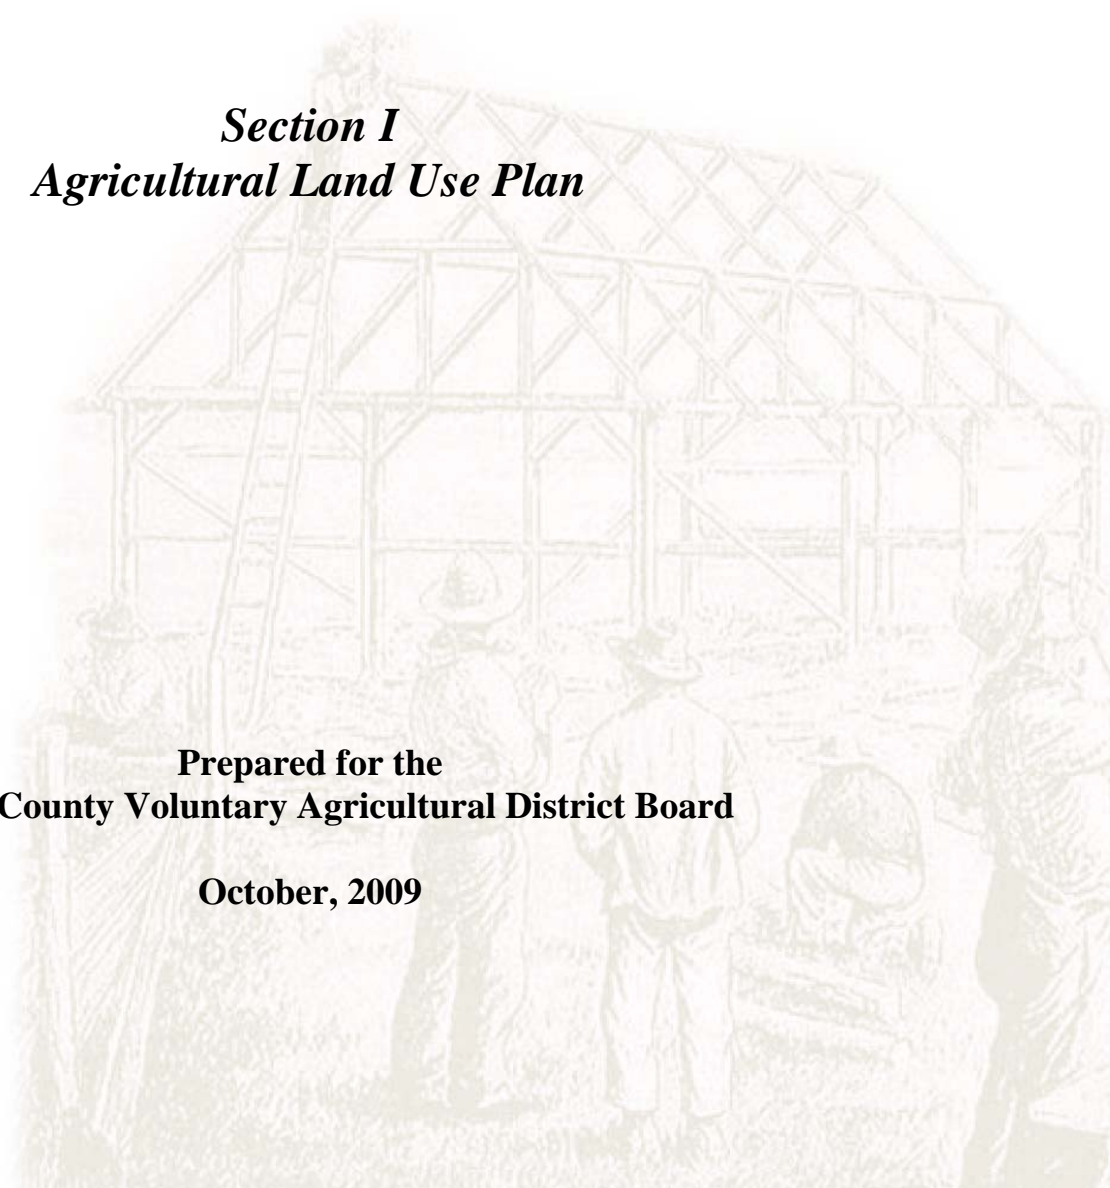 Section I
Agricultural Land Use Plan
Prepared for the
County Voluntary Agricultural District Board
October, 2009